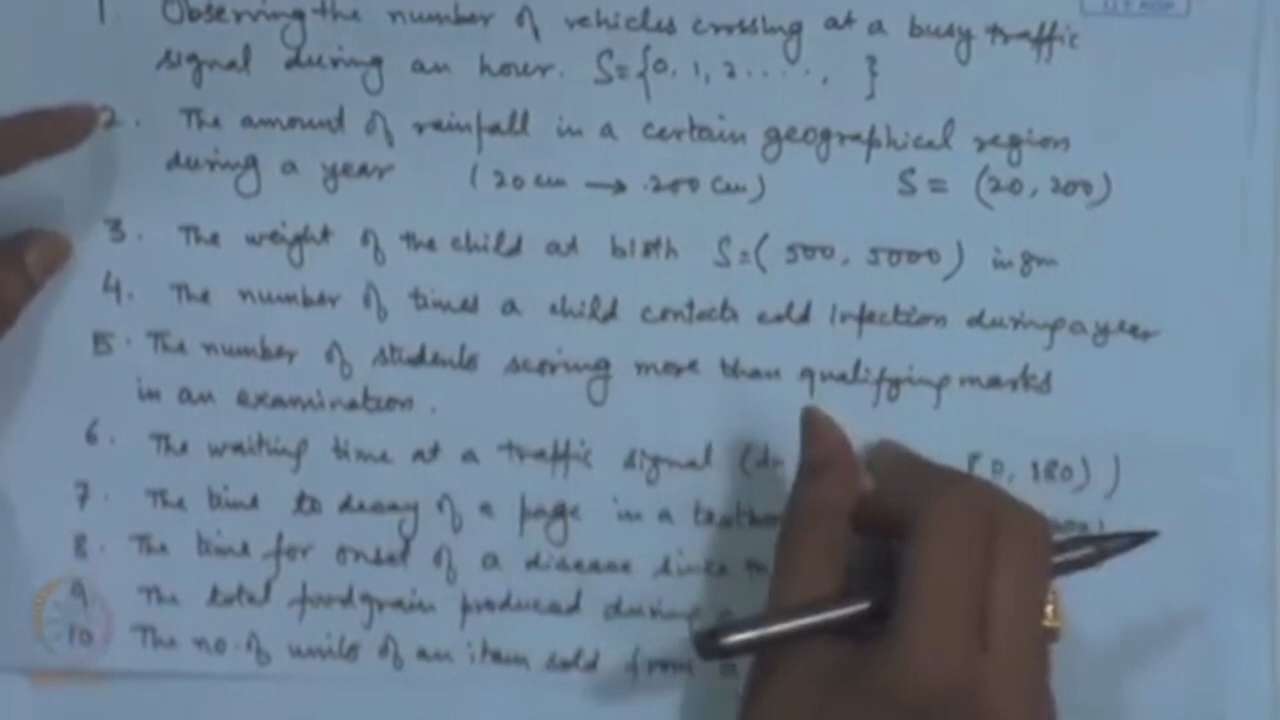 1. Observing the number of vehicles crossing at a busy traffic
signal during an hour. S={0, 1, 2 ....., }
2. The amount of rainfall in a certain geographical region
during a year (20 cm → 200 cm) S = (20, 200)
3. The weight of the child at birth S=(500, 5000) in gm
4. The number of times a child contacts cold infection during a year
5. The number of students scoring more than qualifying marks
in an examination.
6. The waiting time at a traffic signal [0, 180) )
7. The time to decay of a page in a
8. The time for onset of a disease since
9 The total foodgrain produced during
10 The no. of units of an item sold from a